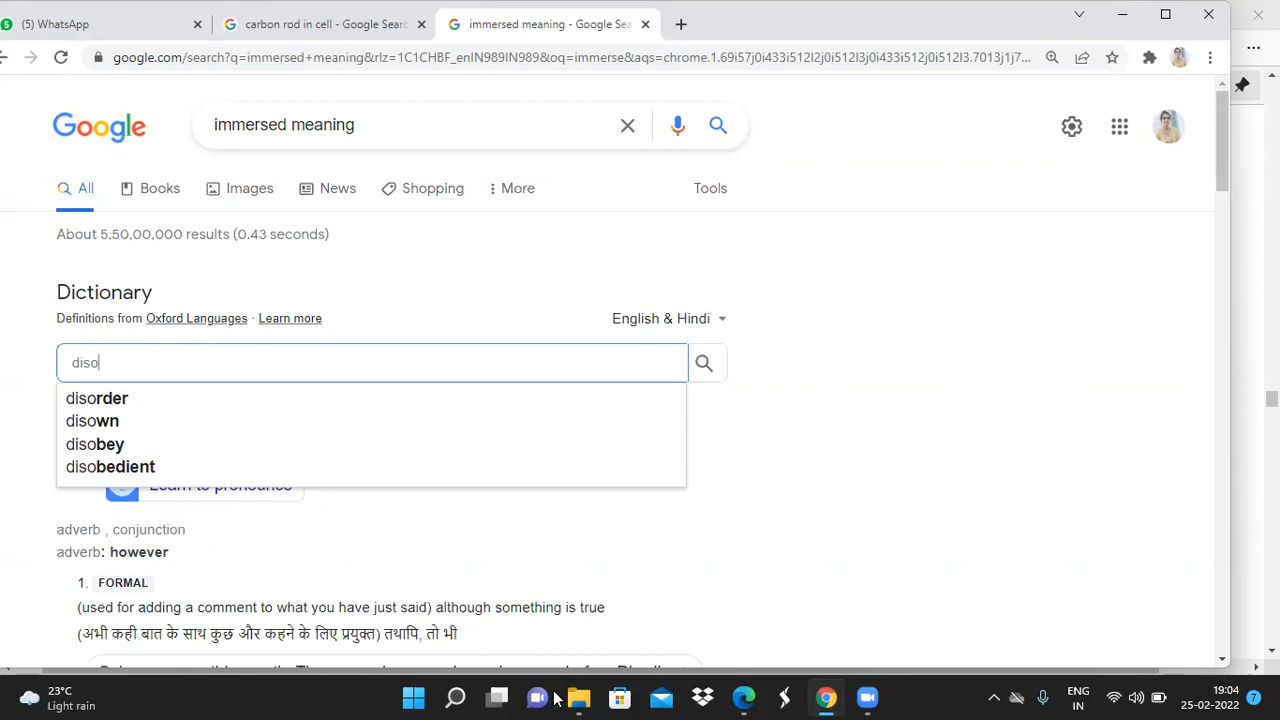 (5) WhatsApp
carbon rod in cell - Google Searc
immersed meaning - Google Sea
google.com/search?q=immersed+meaning&rlz=1C1CHBF_enIN989IN989&oq=immerse&aqs=chrome.1.69i57j0i433i512l2j0i512l3j0i433i512j0i512l3.7013j1j7...
Google
immersed meaning
All
Books
Images
News
Shopping
More
Tools
About 5,50,00,000 results (0.43 seconds)
Dictionary
Definitions from Oxford Languages · Learn more
English & Hindi
diso
disorder
disown
disobey
disobedient
Learn to pronounce
adverb , conjunction
adverb: however
1. FORMAL
(used for adding a comment to what you have just said) although something is true
(अभी कही बात के साथ कुछ और कहने के लिए प्रयुक्त) तथापि, तो भी
23°C
Light rain
ENG
IN
19:04
25-02-2022
7